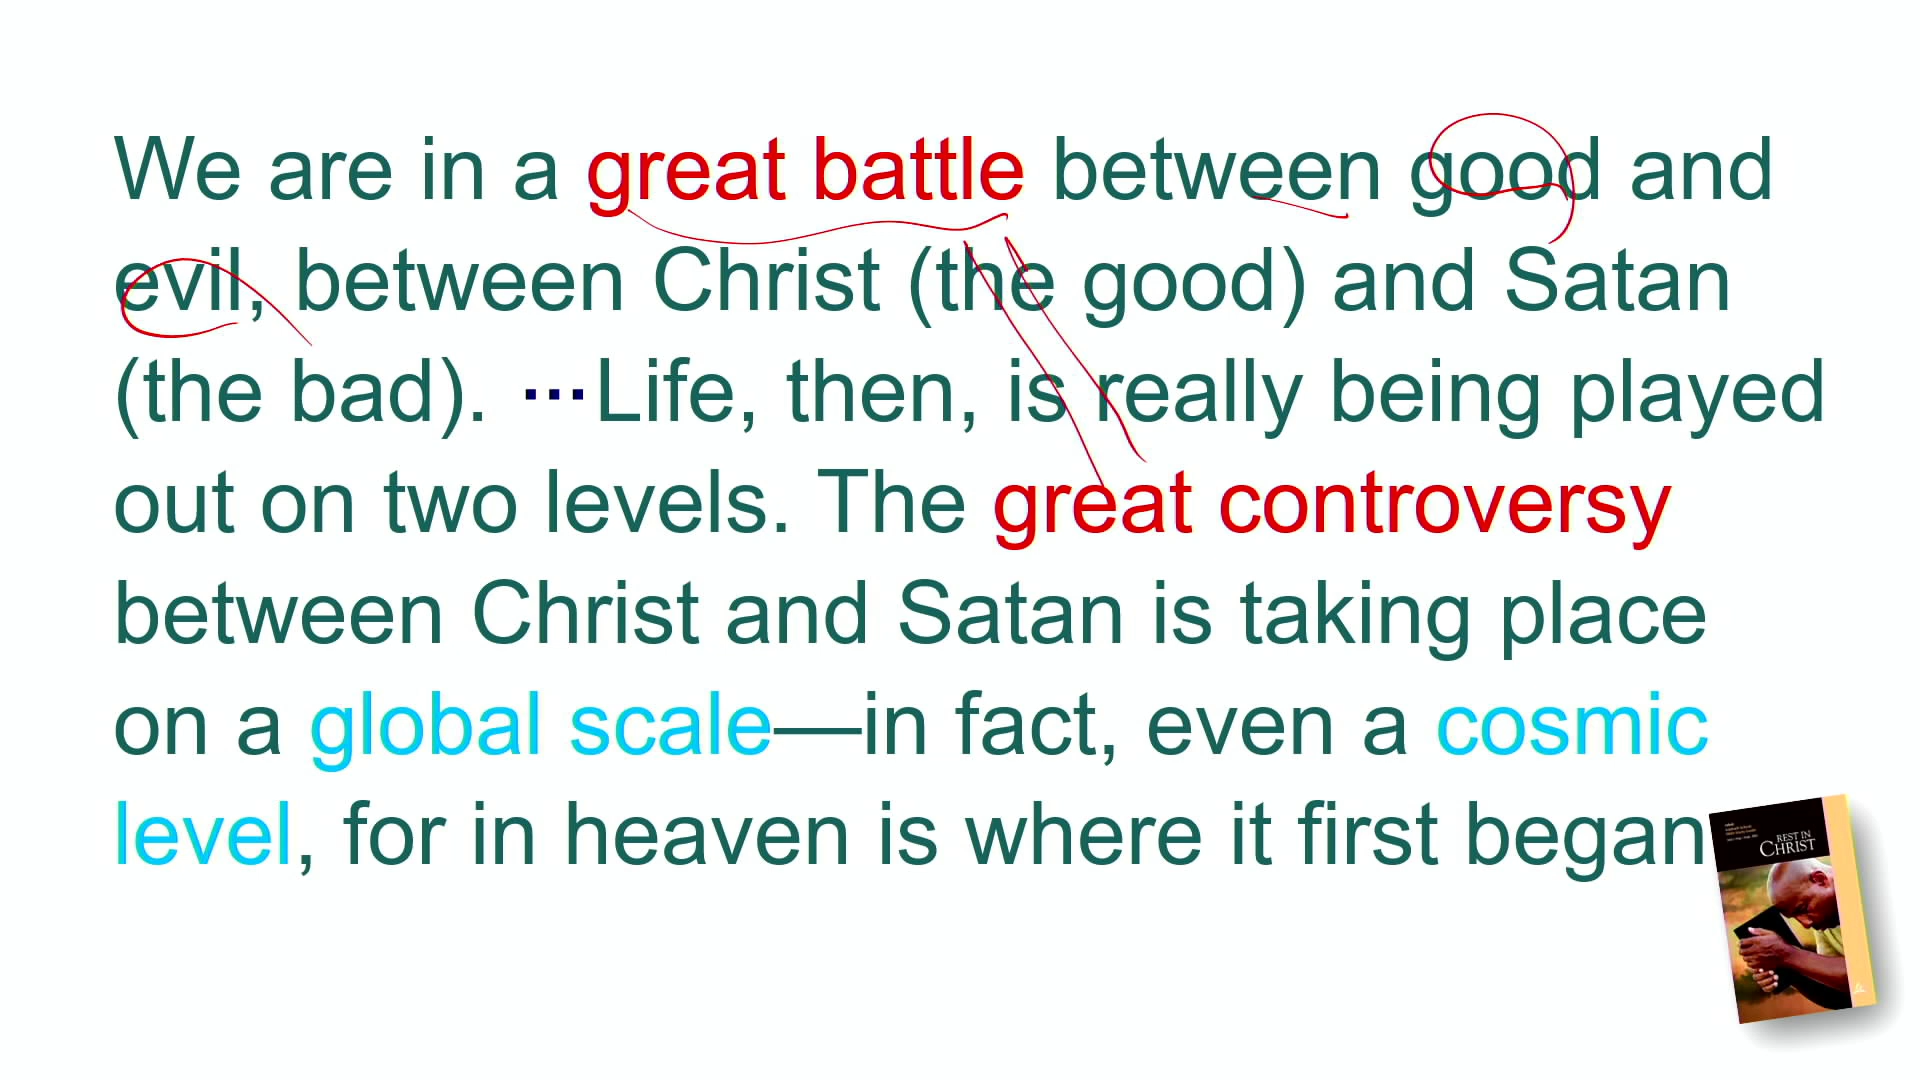 We are in a great battle between good and
evil, between Christ (the good) and Satan
(the bad). ...Life, then, is really being played
out on two levels. The great controversy
between Christ and Satan is taking place
on a global scale—in fact, even a cosmic
level, for in heaven is where it first began
REST IN
CHRIST